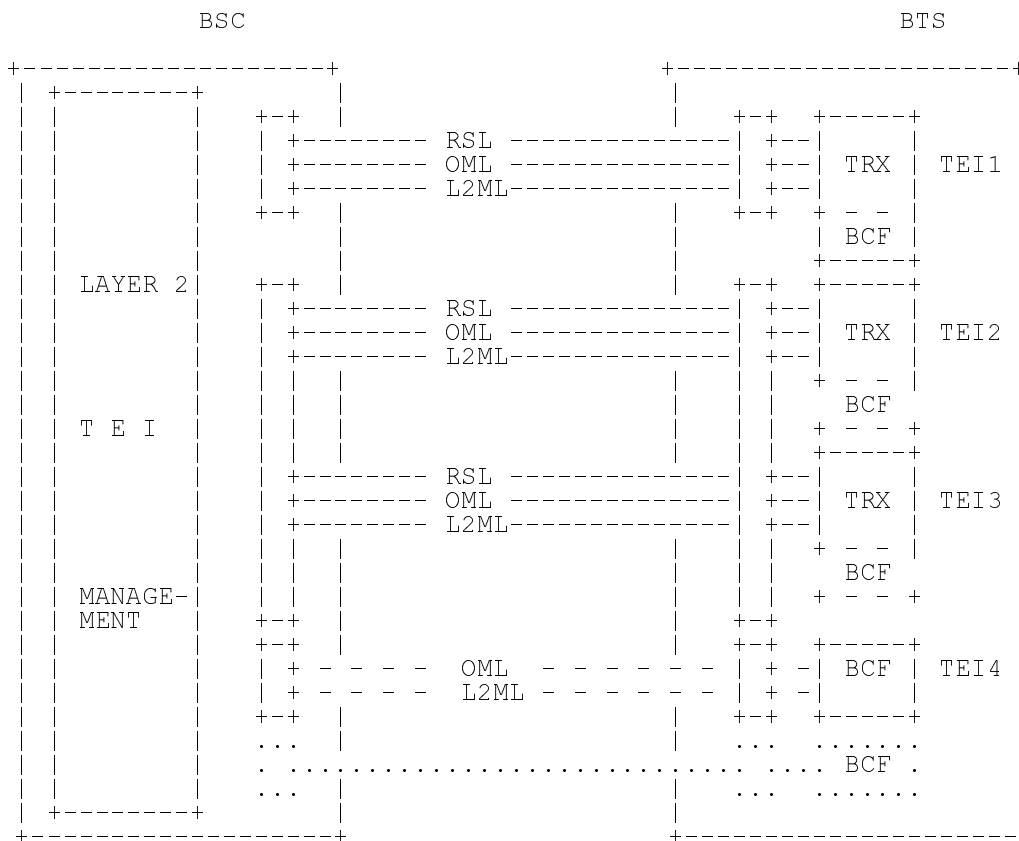 BSC BTS
RSL
OML TRX TEI1
L2ML
BCF
LAYER 2
RSL
OML TRX TEI2
L2ML
BCF
T E I
RSL
OML TRX TEI3
L2ML
BCF
MANAGE-
MENT
OML BCF TEI4
L2ML
BCF